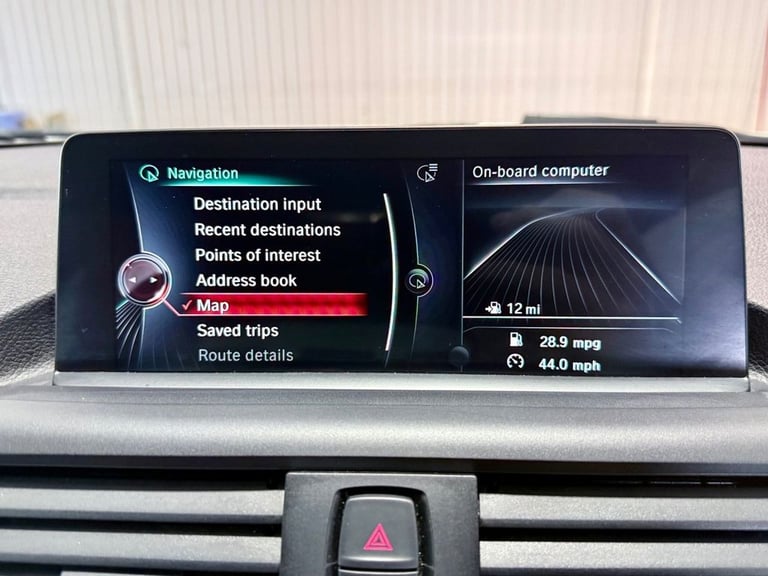 Navigation
Destination input
Recent destinations
Points of interest
Address book
Map
Saved trips
Route details
On-board computer
12 mi
28.9 mpg
44.0 mph